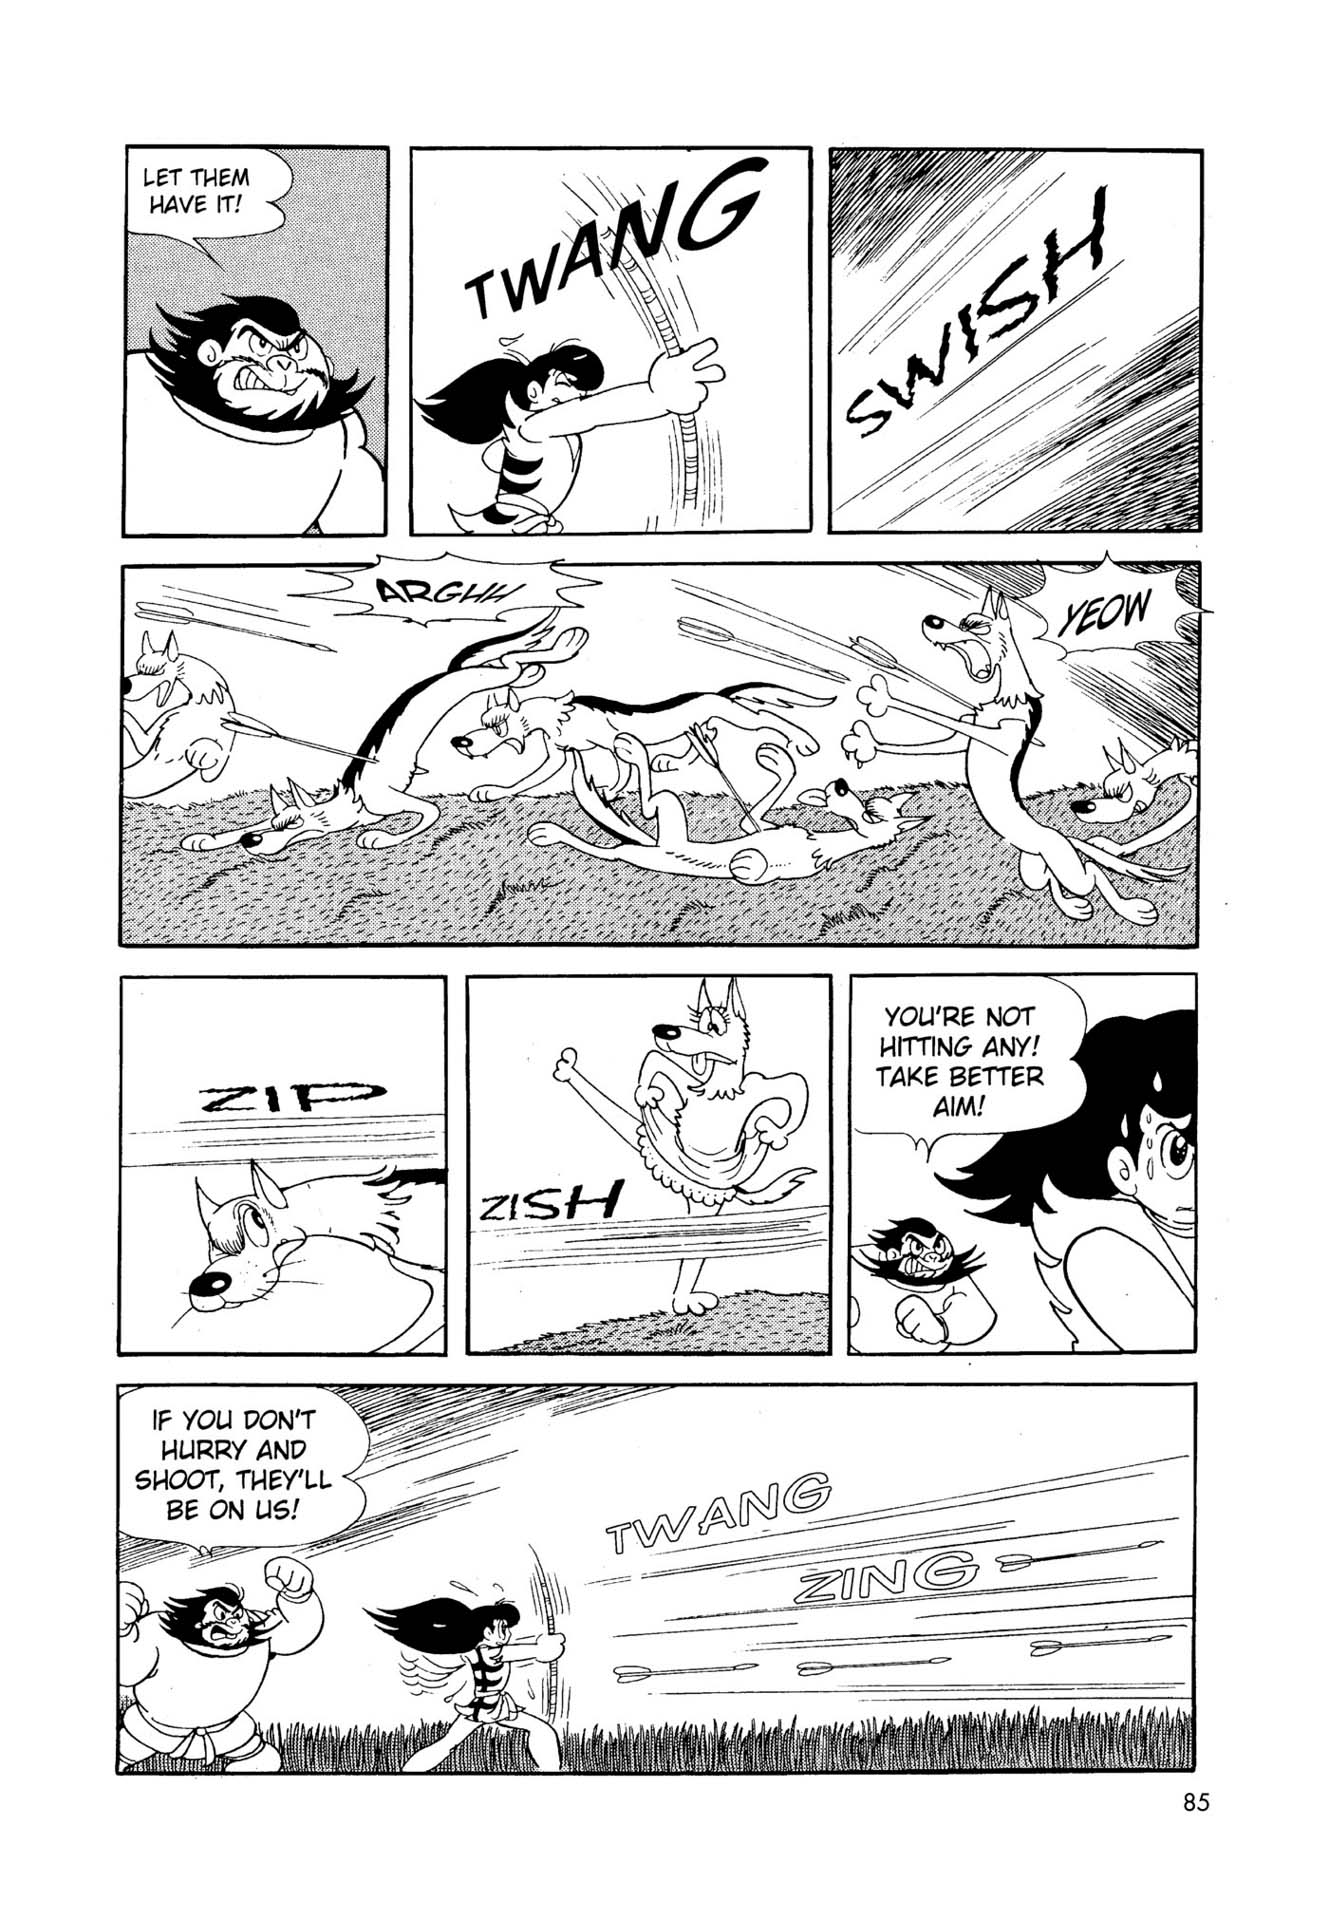 LET THEM
HAVE IT!
TWANG
SWISH
ARGHH
YEOW
ZIP
ZISH
YOU'RE NOT
HITTING ANY!
TAKE BETTER
AIM!
IF YOU DON'T
HURRY AND
SHOOT, THEY'LL
BE ON US!
TWANG
ZING
85